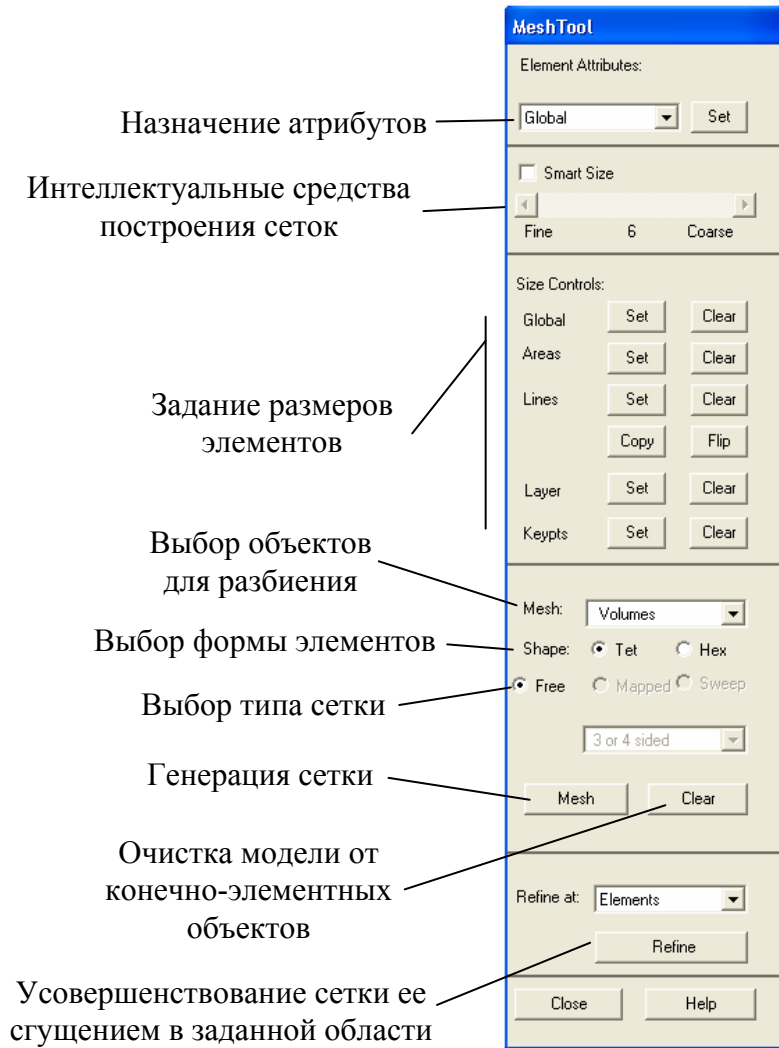 MeshTool
Element Attributes:
Назначение атрибутов
Global
Set
Интеллектуальные средства
построения сеток
Smart Size
Fine 6 Coarse
Size Controls:
Global Set Clear
Areas Set Clear
Lines Set Clear
Copy Flip
Layer Set Clear
Keypts Set Clear
Задание размеров
элементов
Выбор объектов
для разбиения
Mesh: Volumes
Выбор формы элементов
Shape: Tet Hex
Выбор типа сетки
Free Mapped Sweep
3 or 4 sided
Генерация сетки
Mesh Clear
Очистка модели от
конечно-элементных
объектов
Refine at: Elements
Refine
Усовершенствование сетки ее
сгущением в заданной области
Close Help